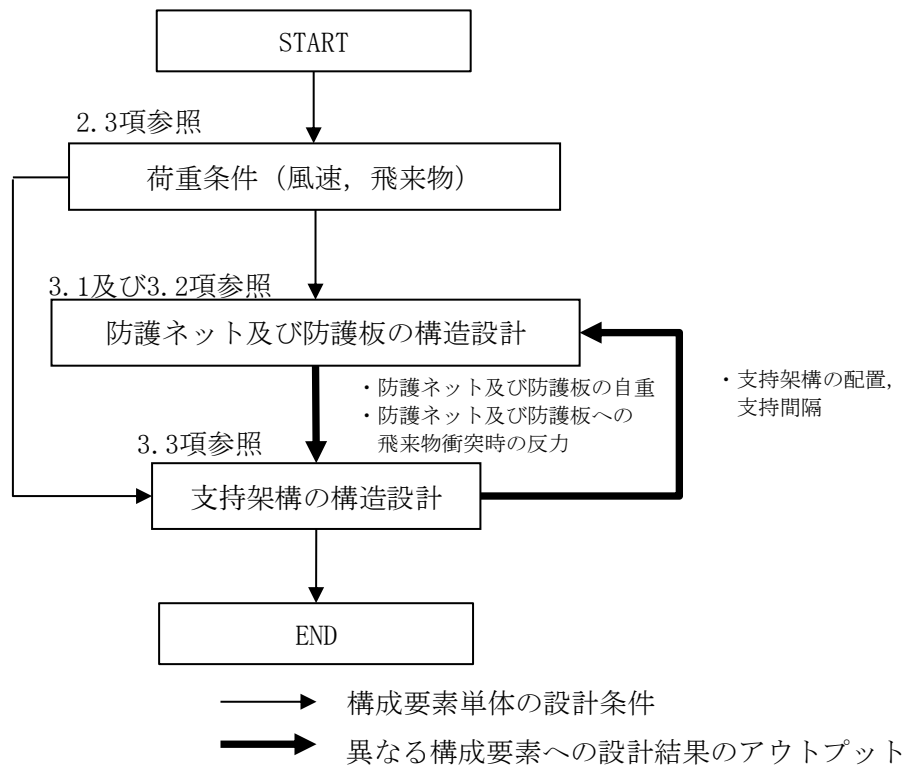 START
2.3項参照
荷重条件（風速，飛来物）
3.1及び3.2項参照
防護ネット及び防護板の構造設計
・防護ネット及び防護板の自重
・防護ネット及び防護板への
飛来物衝突時の反力
・支持架構の配置，
支持間隔
3.3項参照
支持架構の構造設計
END
構成要素単体の設計条件
異なる構成要素への設計結果のアウトプット